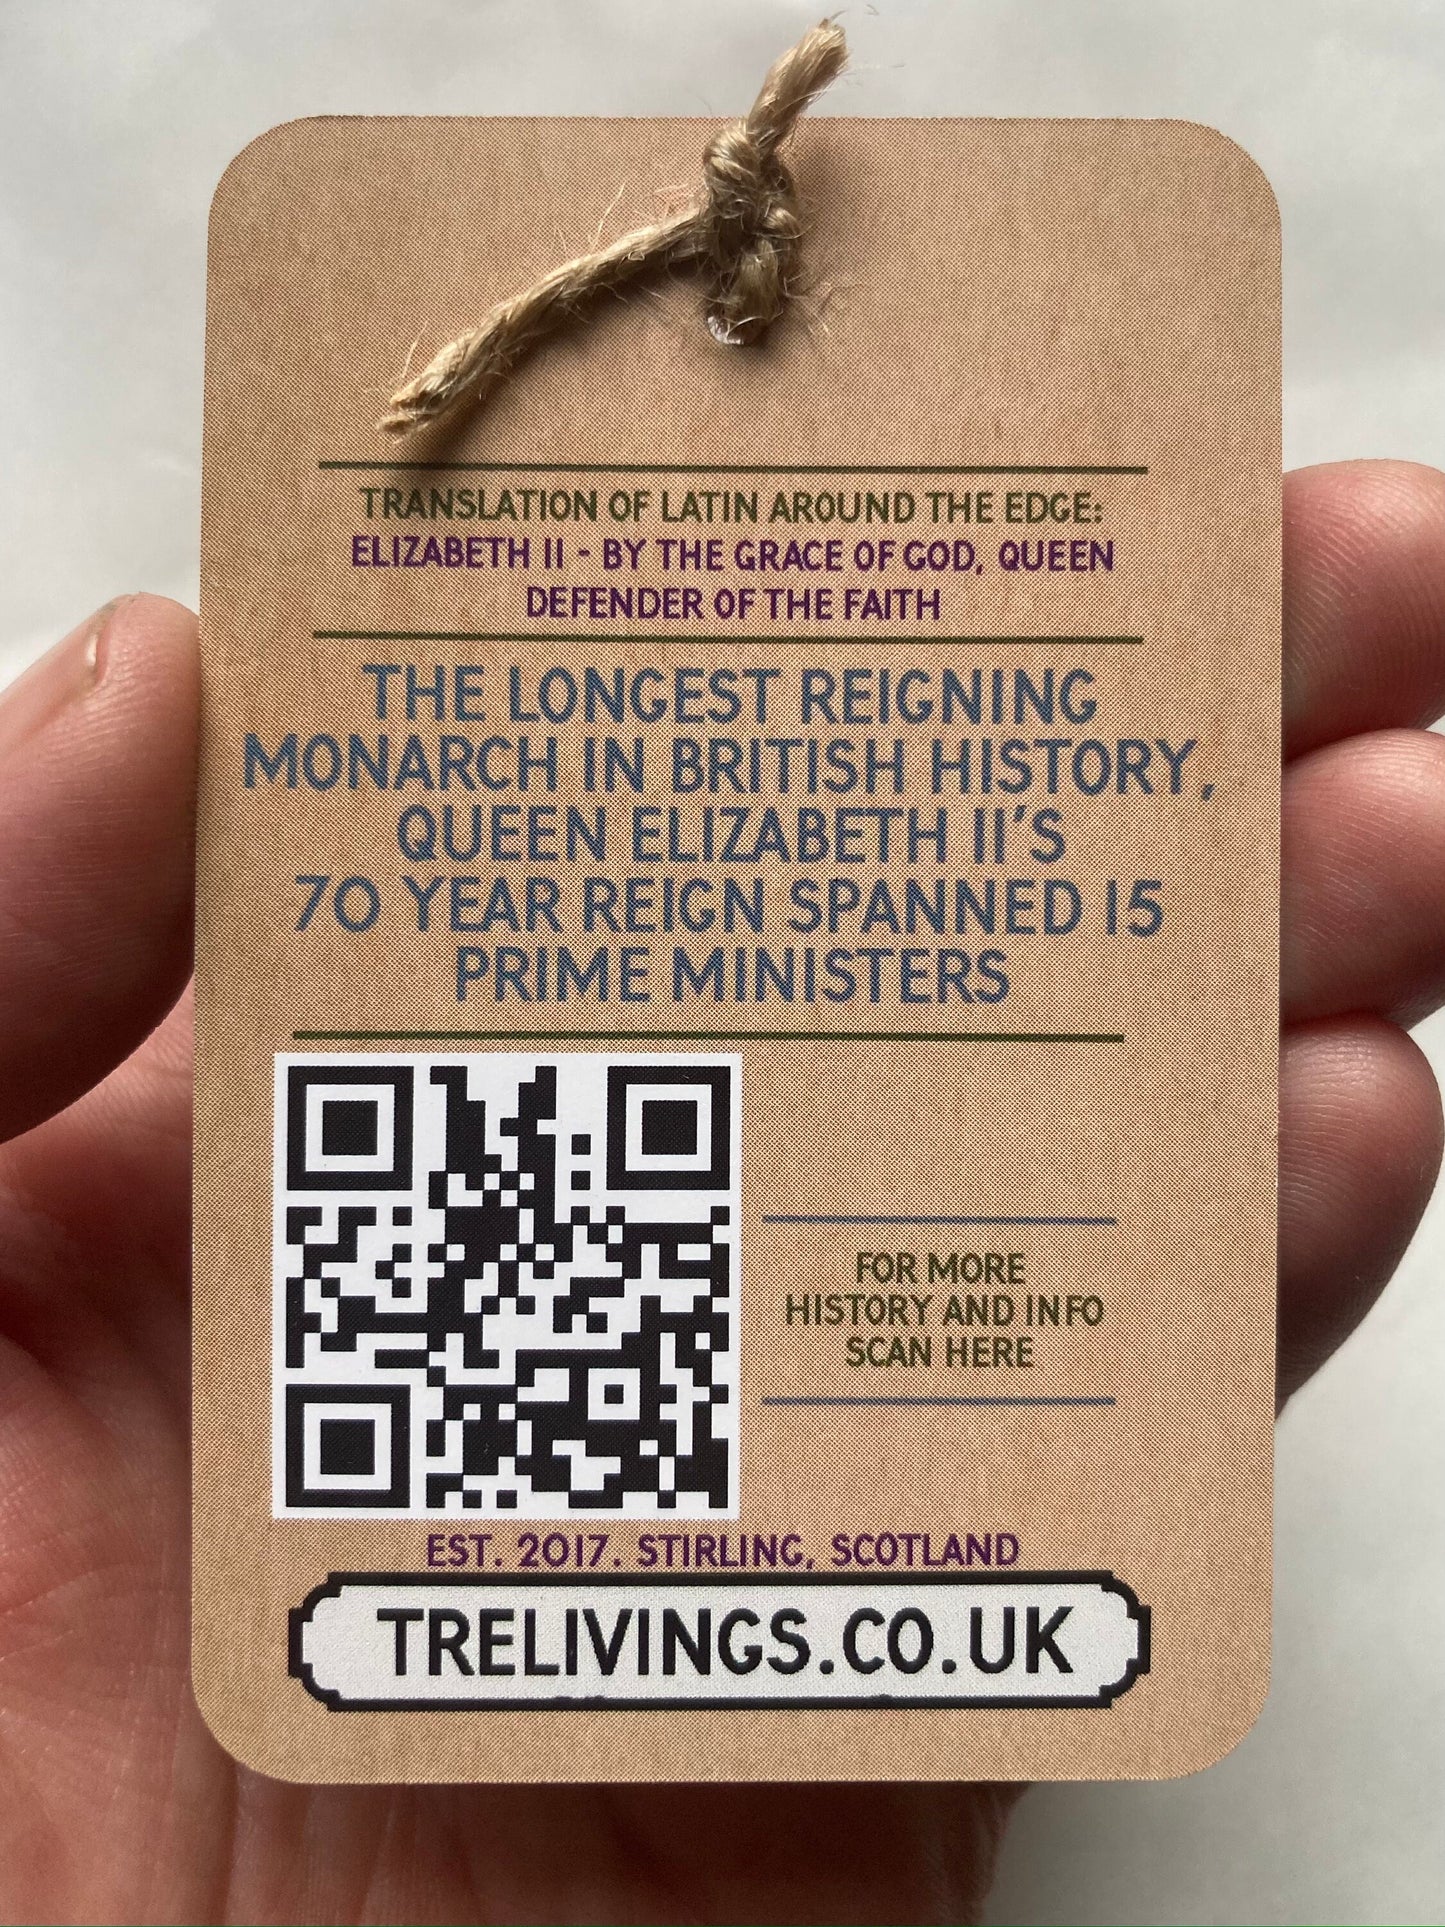 TRANSLATION OF LATIN AROUND THE EDGE:
ELIZABETH II - BY THE GRACE OF GOD, QUEEN
DEFENDER OF THE FAITH
THE LONGEST REIGNING
MONARCH IN BRITISH HISTORY,
QUEEN ELIZABETH II'S
70 YEAR REIGN SPANNED 15
PRIME MINISTERS
FOR MORE
HISTORY AND INFO
SCAN HERE
EST. 2017. STIRLING, SCOTLAND
TRELIVINGS.CO.UK